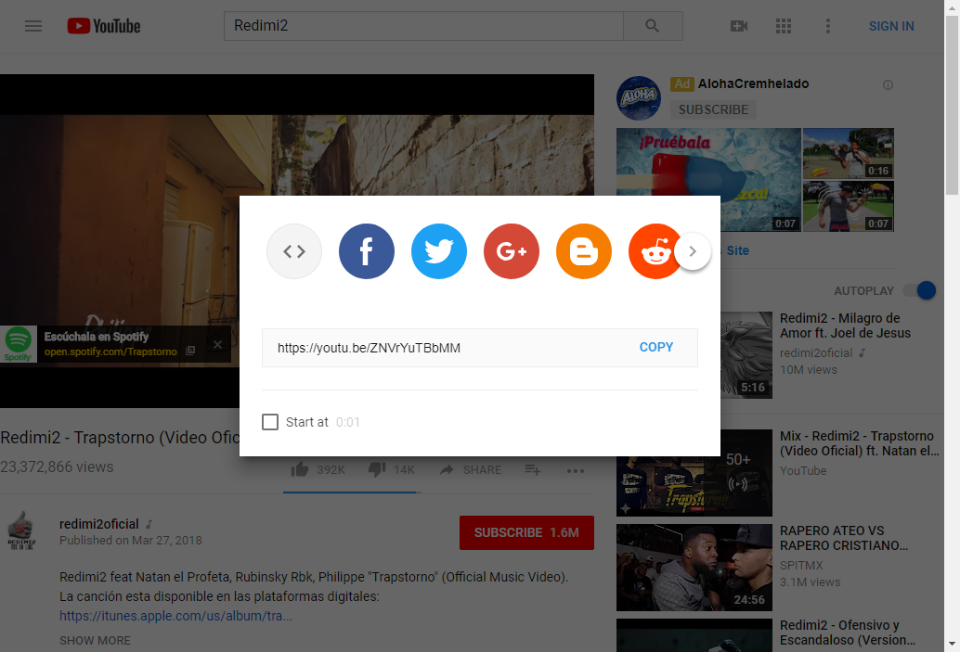 YouTube
Redimi2
SIGN IN
Ad AlohaCremhelado
SUBSCRIBE
ALOHA
¡Pruébala
0:16
0:07
0:07
Site
Escúchala en Spotify
open.spotify.com/Trapstorno
Spotify
https://youtu.be/ZNVrYuTBbMM
COPY
Start at 0:01
AUTOPLAY
Redimi2 - Milagro de
Amor ft. Joel de Jesus
redimi2oficial
10M views
5:16
Redimi2 - Trapstorno (Video Ofic
23,372,866 views
392K
14K
SHARE
Mix - Redimi2 - Trapstorno
(Video Oficial) ft. Natan el...
YouTube
50+
Trapstorno
redimi2oficial
Published on Mar 27, 2018
SUBSCRIBE 1.6M
Redimi2 feat Natan el Profeta, Rubinsky Rbk, Philippe "Trapstorno" (Official Music Video).
La canción esta disponible en las plataformas digitales:
https://itunes.apple.com/us/album/tra...
SHOW MORE
RAPERO ATEO VS
RAPERO CRISTIANO...
SPITMX
3.1M views
24:56
Redimi2 - Ofensivo y
Escandaloso (Version...